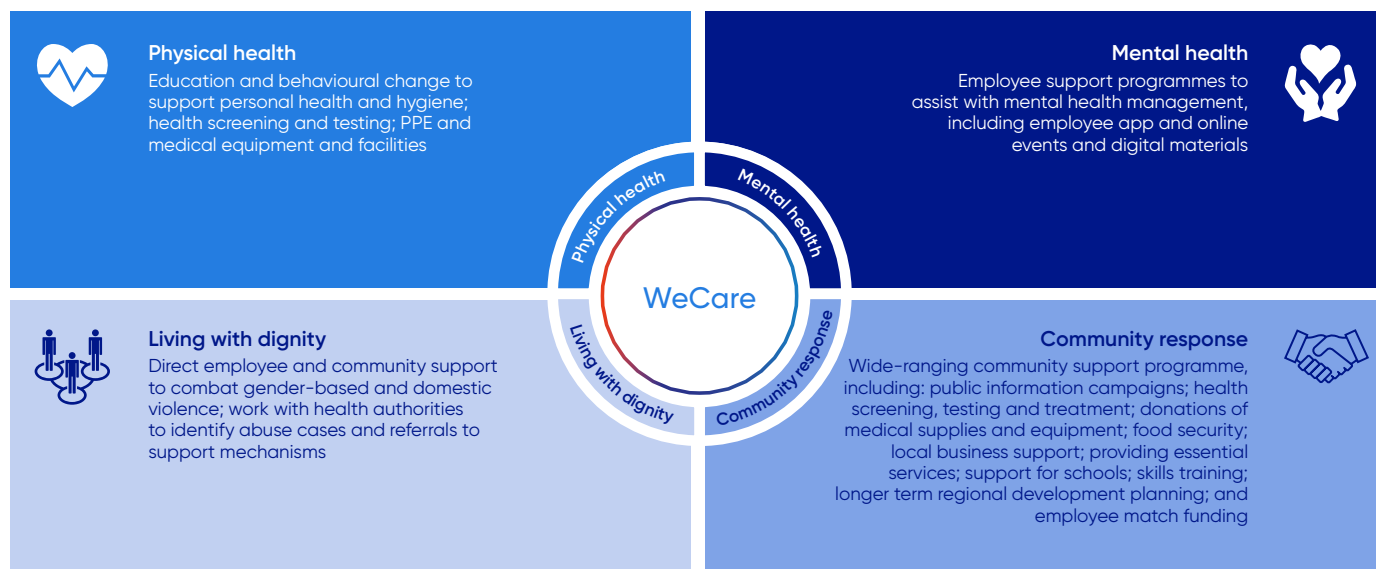 Physical health
Education and behavioural change to
support personal health and hygiene;
health screening and testing; PPE and
medical equipment and facilities
Mental health
Employee support programmes to
assist with mental health management,
including employee app and online
events and digital materials
Physical health
Mental health
WeCare
Living with dignity
Community response
Living with dignity
Direct employee and community support
to combat gender-based and domestic
violence; work with health authorities
to identify abuse cases and referrals to
support mechanisms
Community response
Wide-ranging community support programme,
including: public information campaigns; health
screening, testing and treatment; donations of
medical supplies and equipment; food security;
local business support; providing essential
services; support for schools; skills training;
longer term regional development planning; and
employee match funding